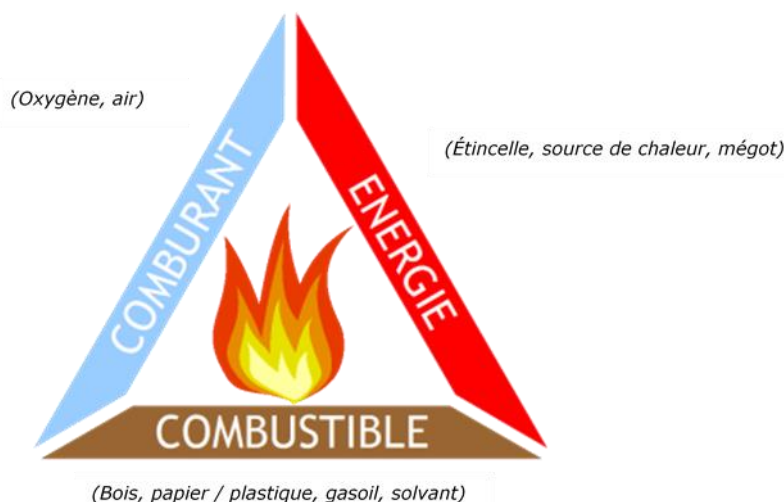 (Oxygène, air)
(Étincelle, source de chaleur, mégot)
COMBURANT
ENERGIE
COMBUSTIBLE
(Bois, papier / plastique, gasoil, solvant)